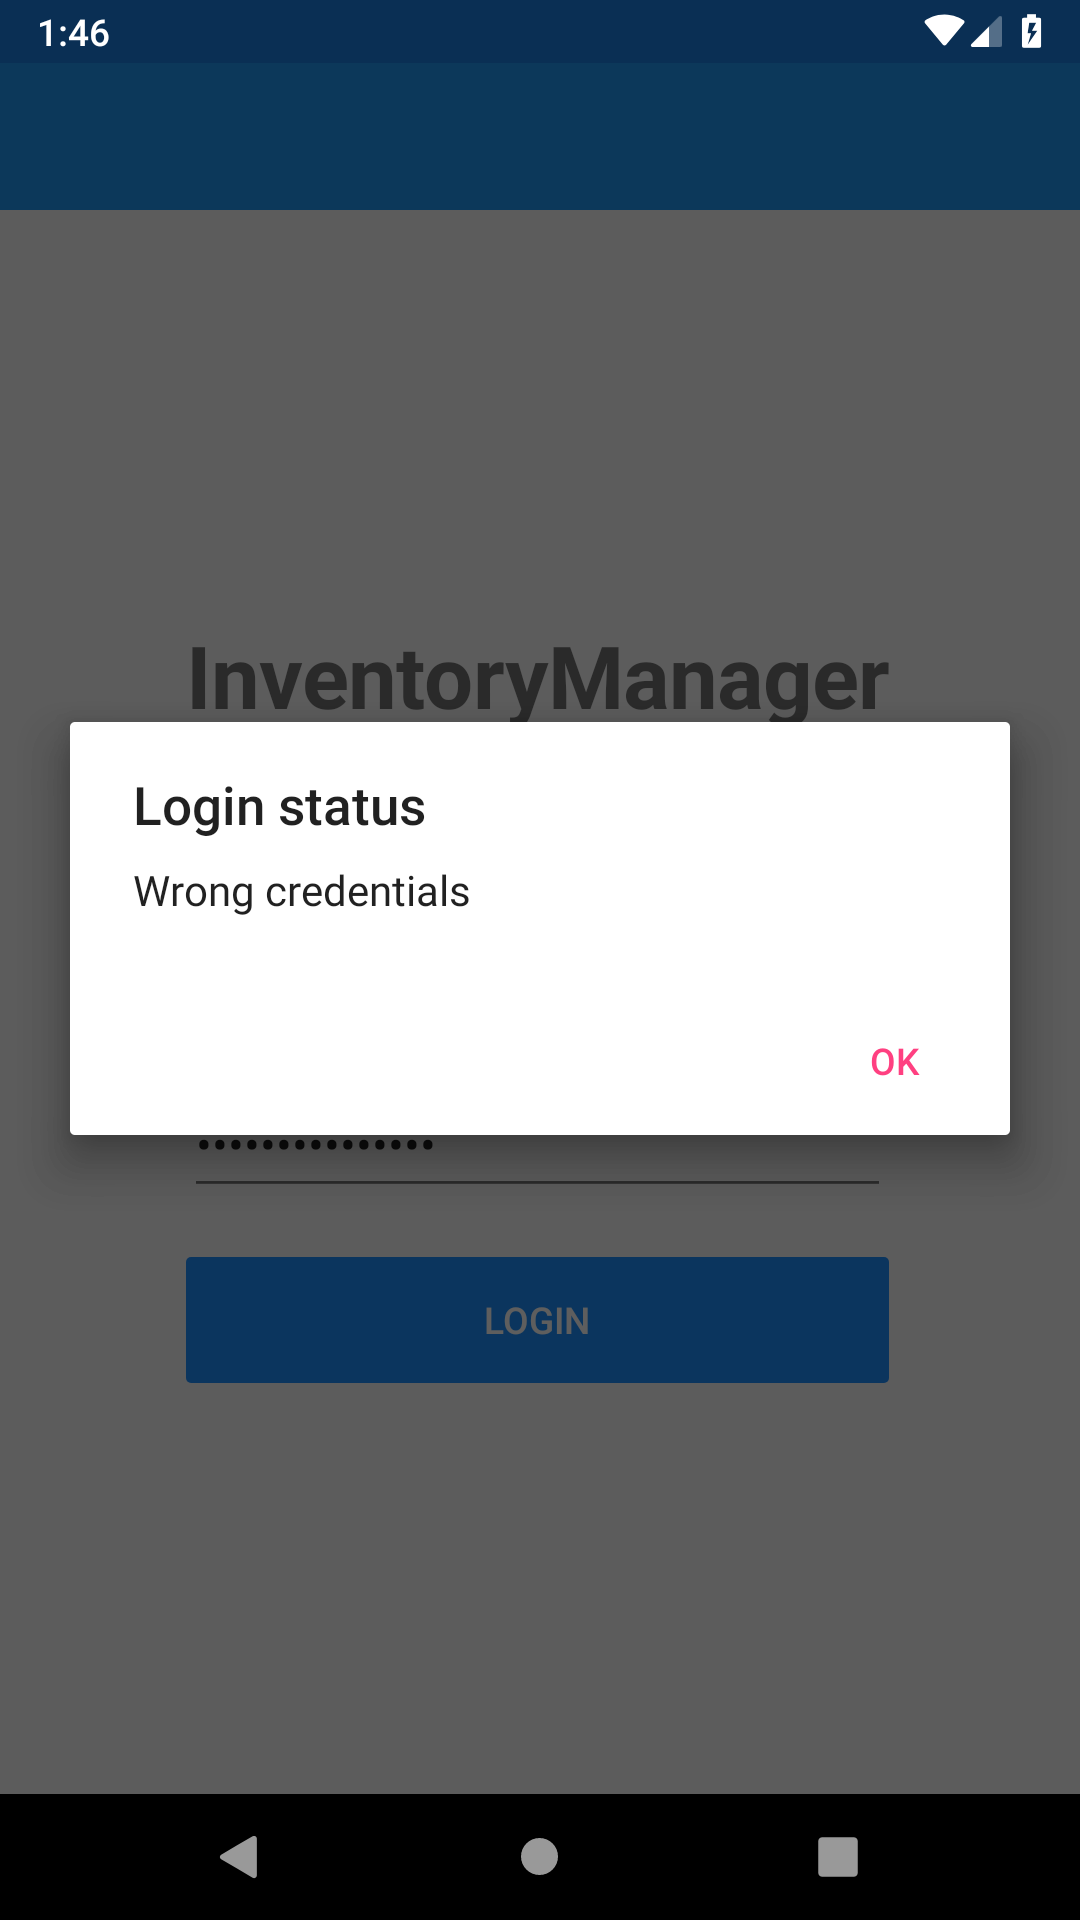 1:46
InventoryManager
Login status
Wrong credentials
OK
•••••••••••••••
LOGIN